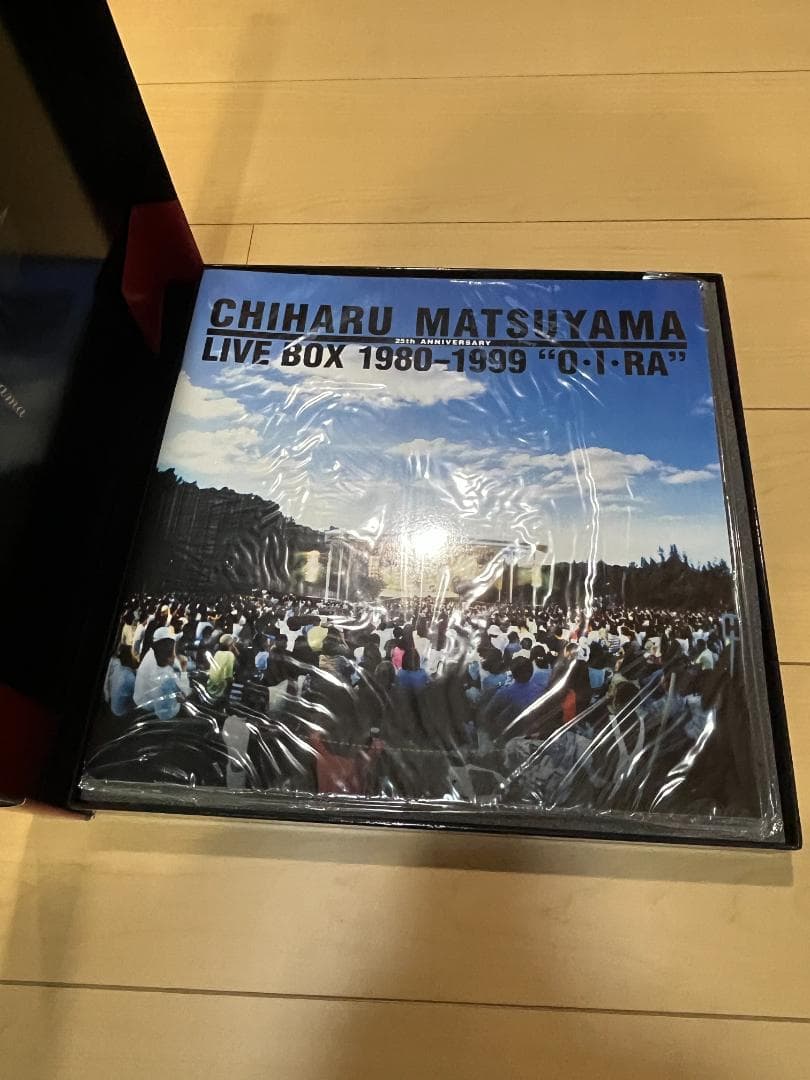 CHIHARU MATSUYAMA
25th ANNIVERSARY
LIVE BOX 1980-1999 "O·I·RA"